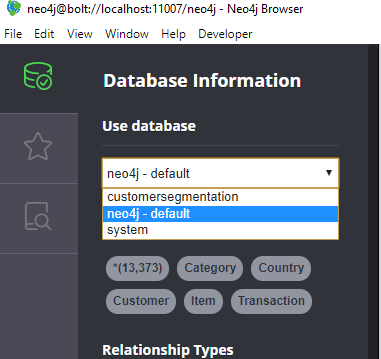 neo4j@bolt://localhost:11007/neo4j - Neo4j Browser
File Edit View Window Help Developer
Database Information
Use database
neo4j - default
customersegmentation
neo4j - default
system
*(13,373) Category Country
Customer Item Transaction
Relationship Types